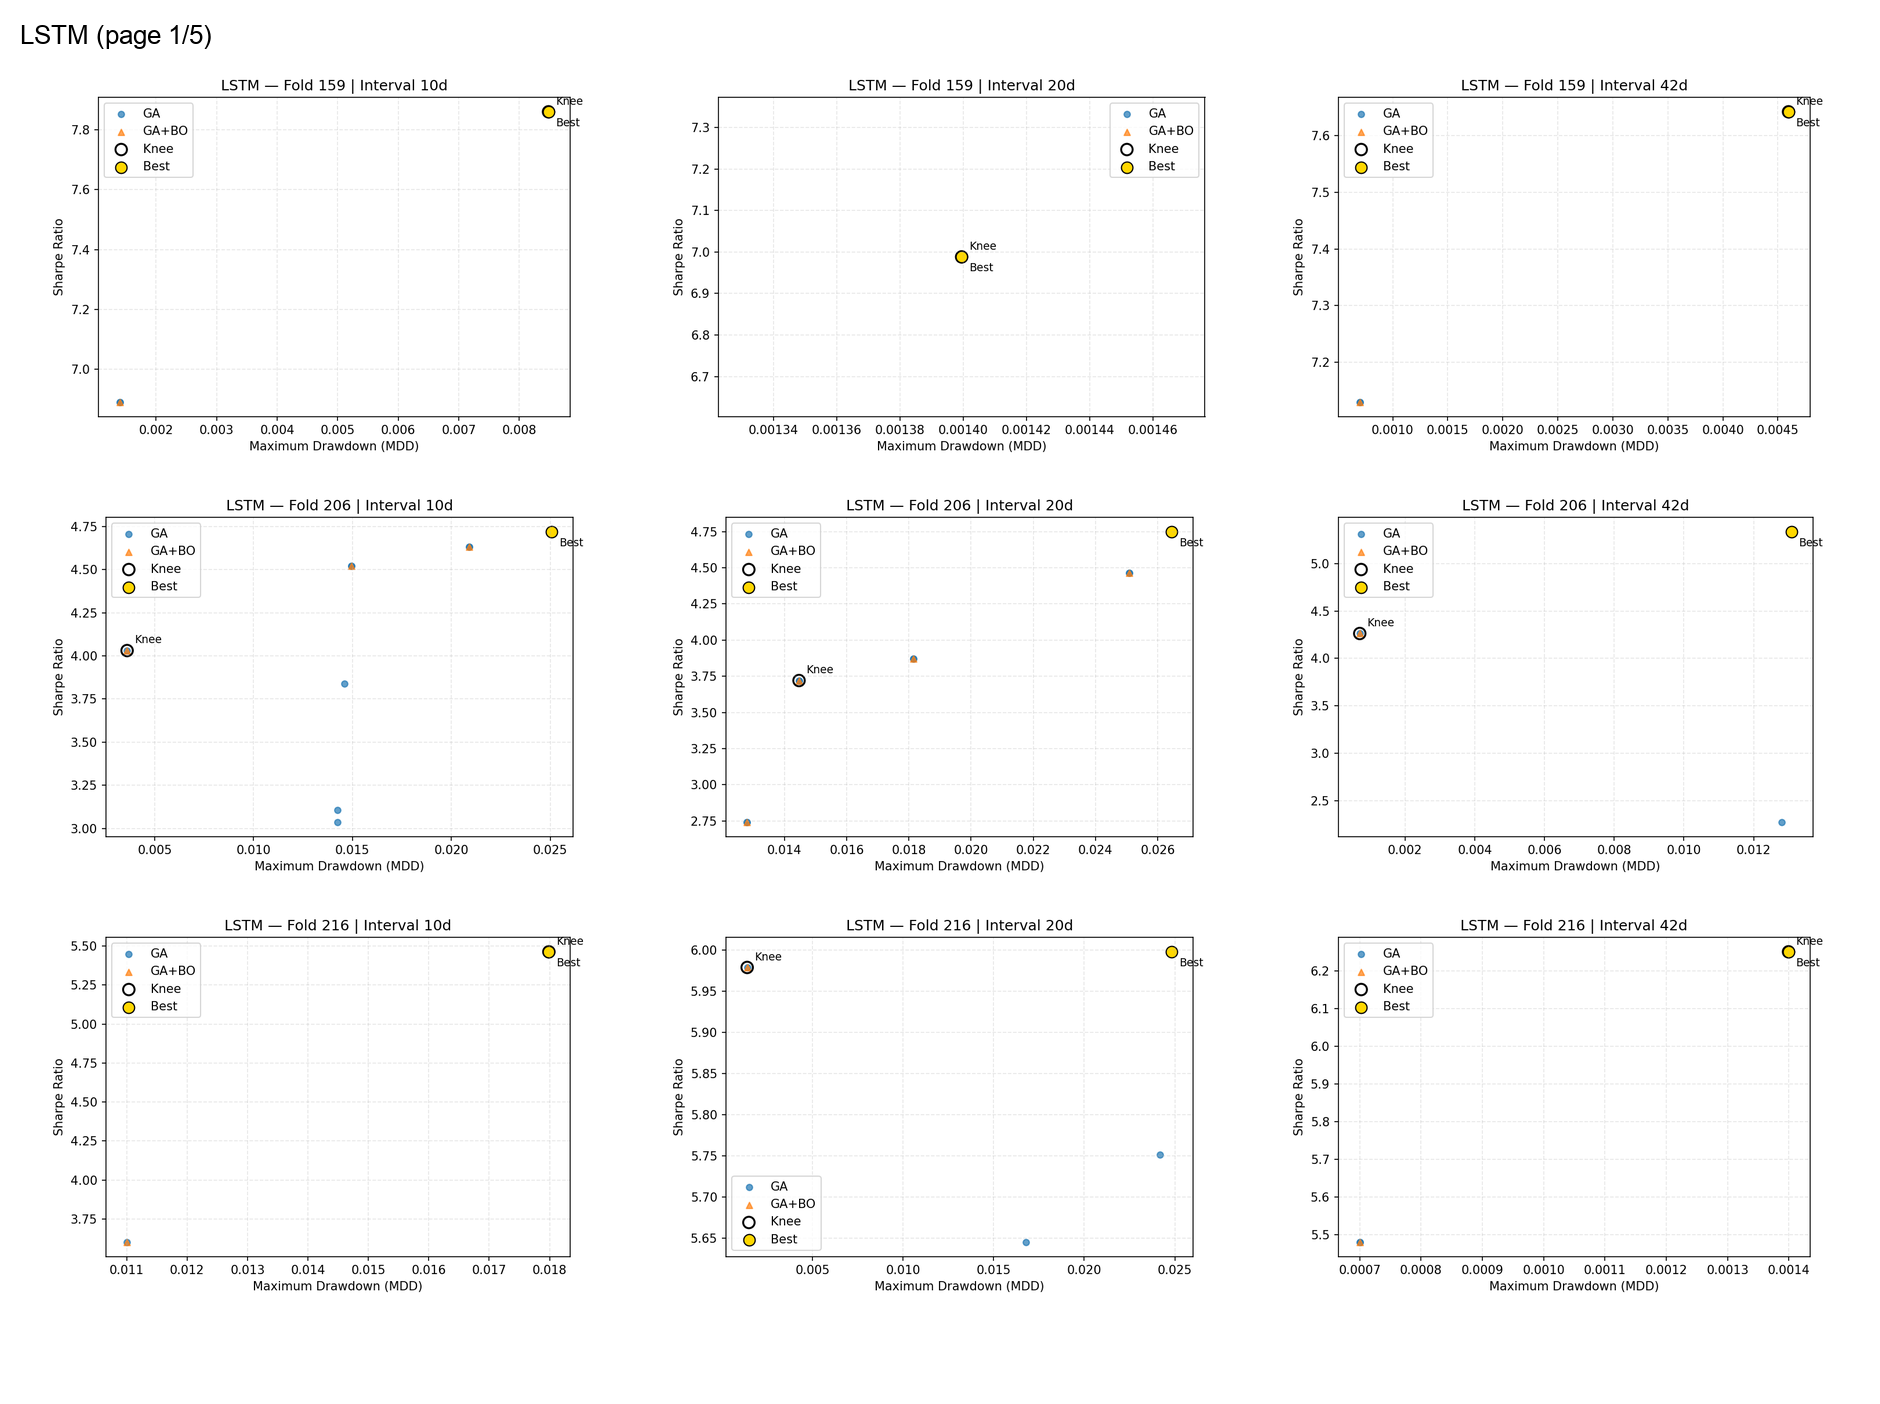 LSTM (page 1/5)
LSTM — Fold 159 | Interval 10d
GA
GA+BO
Knee
Best
Knee
Best
7.8
7.6
7.4
7.2
7.0
Sharpe Ratio
0.002 0.003 0.004 0.005 0.006 0.007 0.008
Maximum Drawdown (MDD)
LSTM — Fold 159 | Interval 20d
GA
GA+BO
Knee
Best
Knee
Best
7.3
7.2
7.1
7.0
6.9
6.8
6.7
Sharpe Ratio
0.00134 0.00136 0.00138 0.00140 0.00142 0.00144 0.00146
Maximum Drawdown (MDD)
LSTM — Fold 159 | Interval 42d
GA
GA+BO
Knee
Best
Knee
Best
7.6
7.5
7.4
7.3
7.2
Sharpe Ratio
0.0010 0.0015 0.0020 0.0025 0.0030 0.0035 0.0040 0.0045
Maximum Drawdown (MDD)
LSTM — Fold 206 | Interval 10d
GA
GA+BO
Knee
Best
Best
Knee
4.75
4.50
4.25
4.00
3.75
3.50
3.25
3.00
Sharpe Ratio
0.005 0.010 0.015 0.020 0.025
Maximum Drawdown (MDD)
LSTM — Fold 206 | Interval 20d
GA
GA+BO
Knee
Best
Best
Knee
4.75
4.50
4.25
4.00
3.75
3.50
3.25
3.00
2.75
Sharpe Ratio
0.014 0.016 0.018 0.020 0.022 0.024 0.026
Maximum Drawdown (MDD)
LSTM — Fold 206 | Interval 42d
GA
GA+BO
Knee
Best
Best
Knee
5.0
4.5
4.0
3.5
3.0
2.5
Sharpe Ratio
0.002 0.004 0.006 0.008 0.010 0.012
Maximum Drawdown (MDD)
LSTM — Fold 216 | Interval 10d
GA
GA+BO
Knee
Best
Knee
Best
5.50
5.25
5.00
4.75
4.50
4.25
4.00
3.75
Sharpe Ratio
0.011 0.012 0.013 0.014 0.015 0.016 0.017 0.018
Maximum Drawdown (MDD)
LSTM — Fold 216 | Interval 20d
Knee
Best
6.00
5.95
5.90
5.85
5.80
5.75
5.70
5.65
Sharpe Ratio
GA
GA+BO
Knee
Best
0.005 0.010 0.015 0.020 0.025
Maximum Drawdown (MDD)
LSTM — Fold 216 | Interval 42d
GA
GA+BO
Knee
Best
Knee
Best
6.2
6.1
6.0
5.9
5.8
5.7
5.6
5.5
Sharpe Ratio
0.0007 0.0008 0.0009 0.0010 0.0011 0.0012 0.0013 0.0014
Maximum Drawdown (MDD)